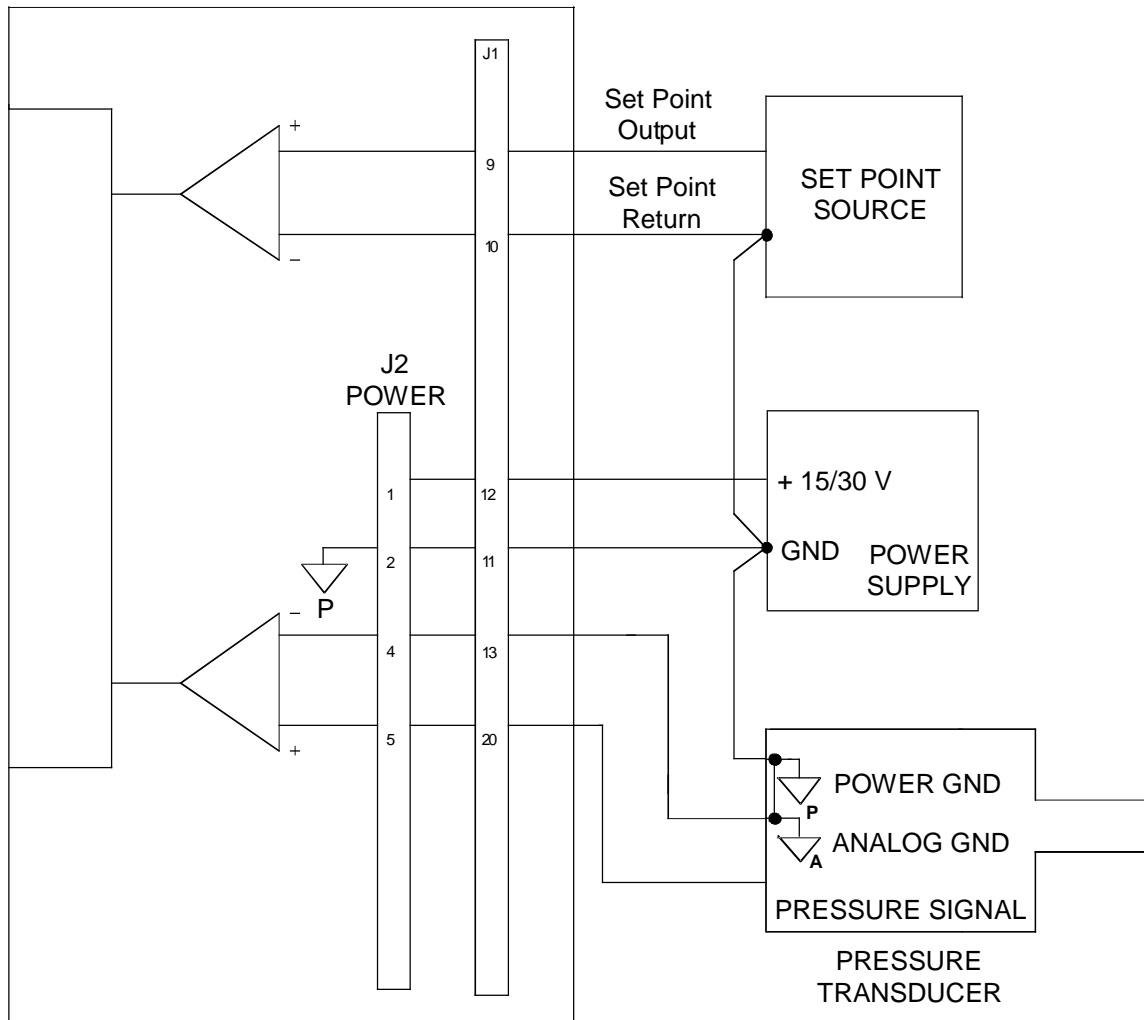 J1
Set Point
Output
+
9
SET POINT
SOURCE
Set Point
Return
10
–
J2
POWER
+ 15/30 V
1
12
GND
POWER
SUPPLY
2
11
P
–
4
13
5
20
+
POWER GND
P
ANALOG GND
A
PRESSURE SIGNAL
PRESSURE
TRANSDUCER